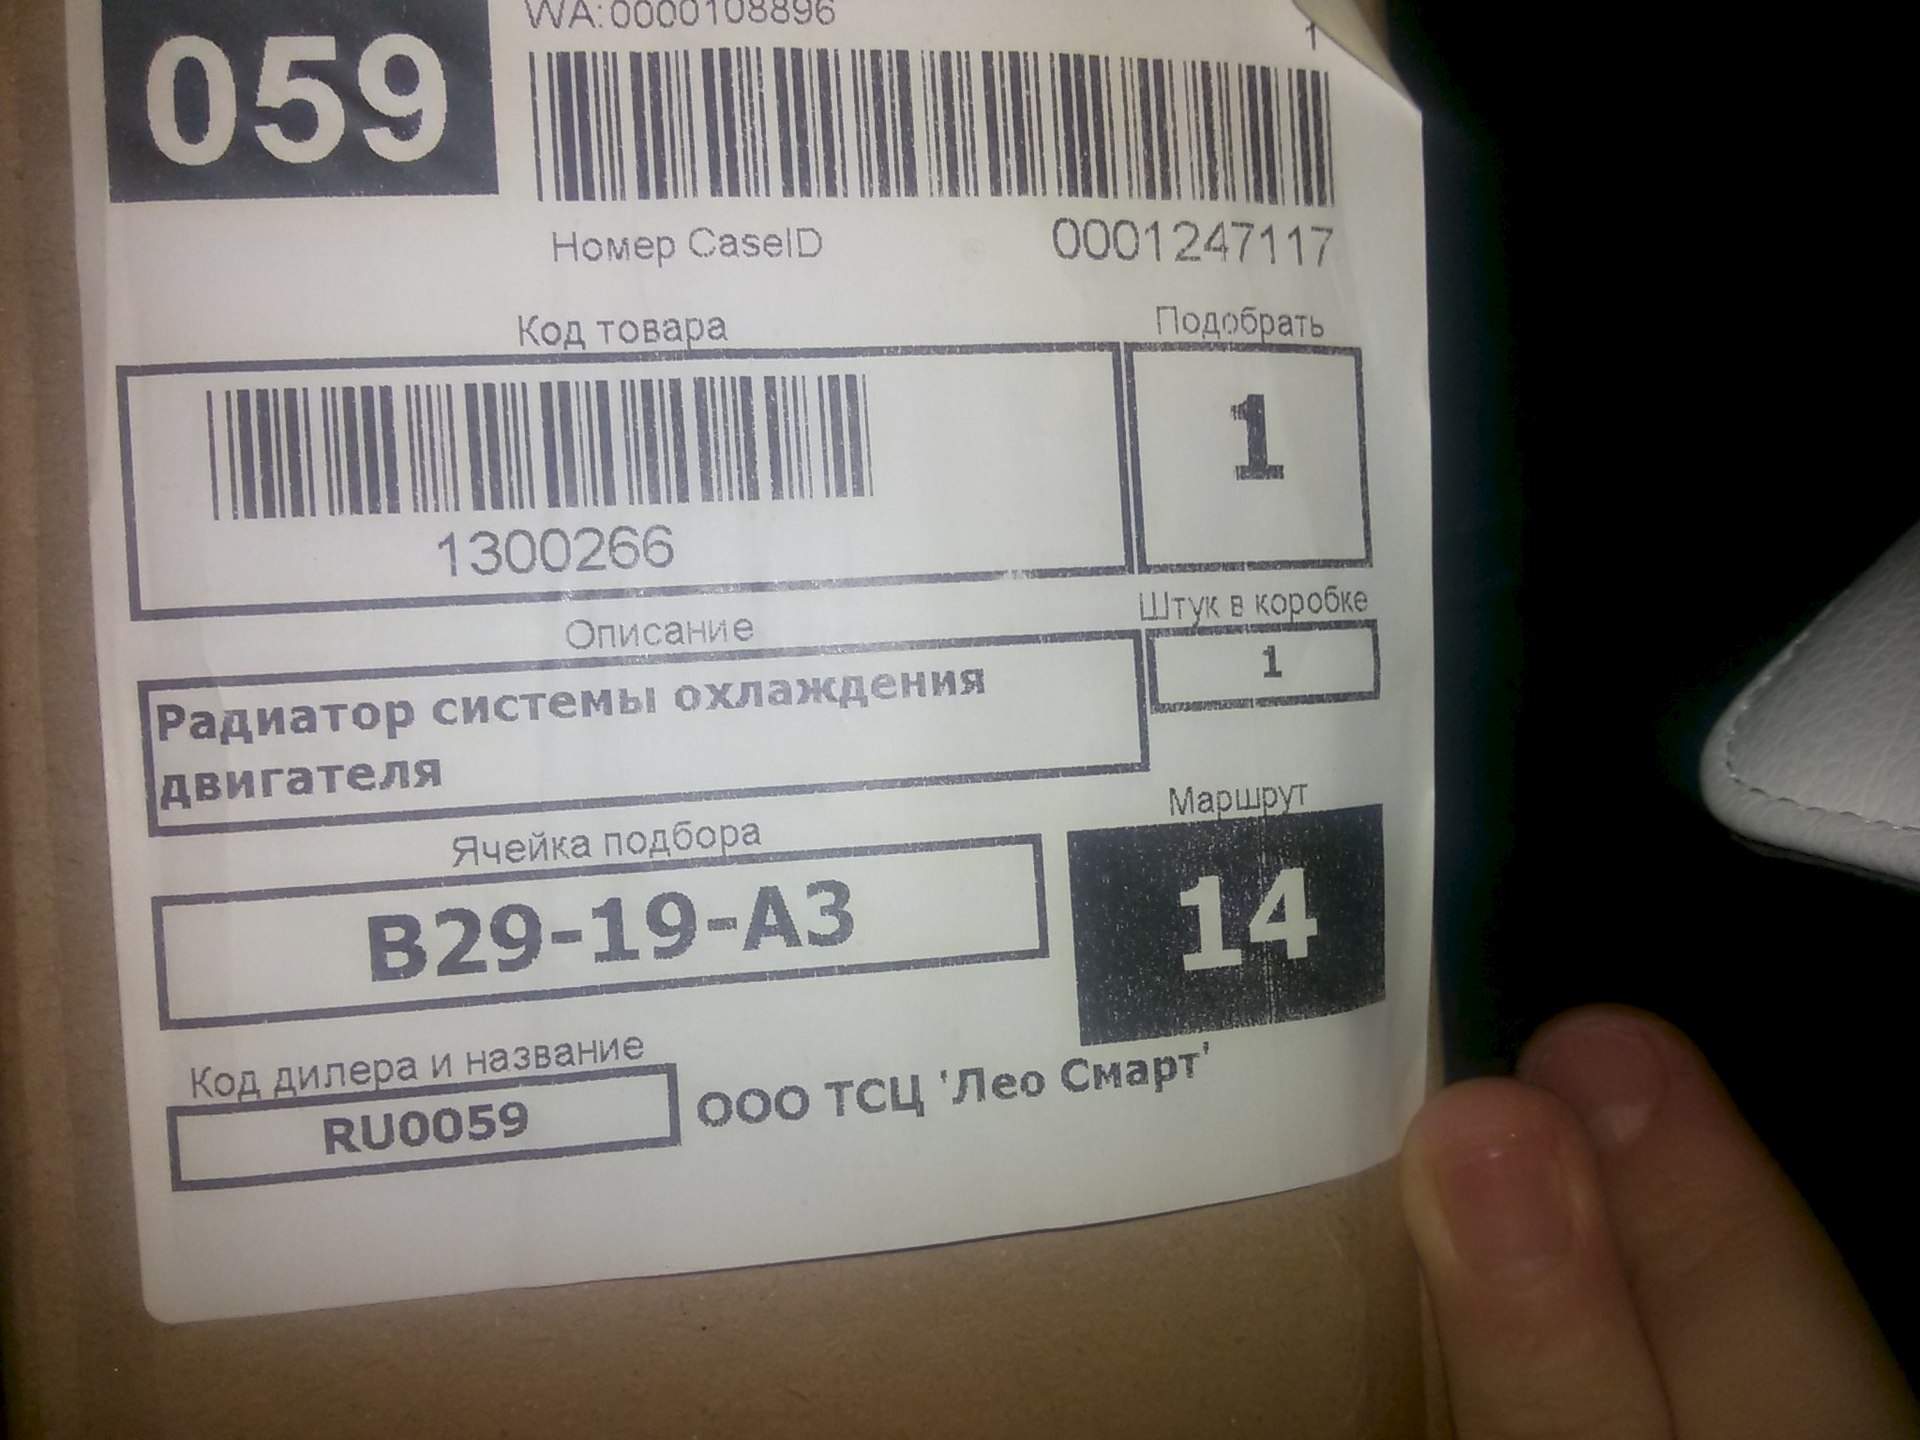 059
WA:0000108896
1
Номер CaseID 0001247117
Код товара
Подобрать
1300266
1
Описание
Штук в коробке
Радиатор системы охлаждения
двигателя
1
Ячейка подбора
Маршрут
B29-19-A3
14
Код дилера и название
RU0059
ООО ТСЦ 'Лео Смарт'